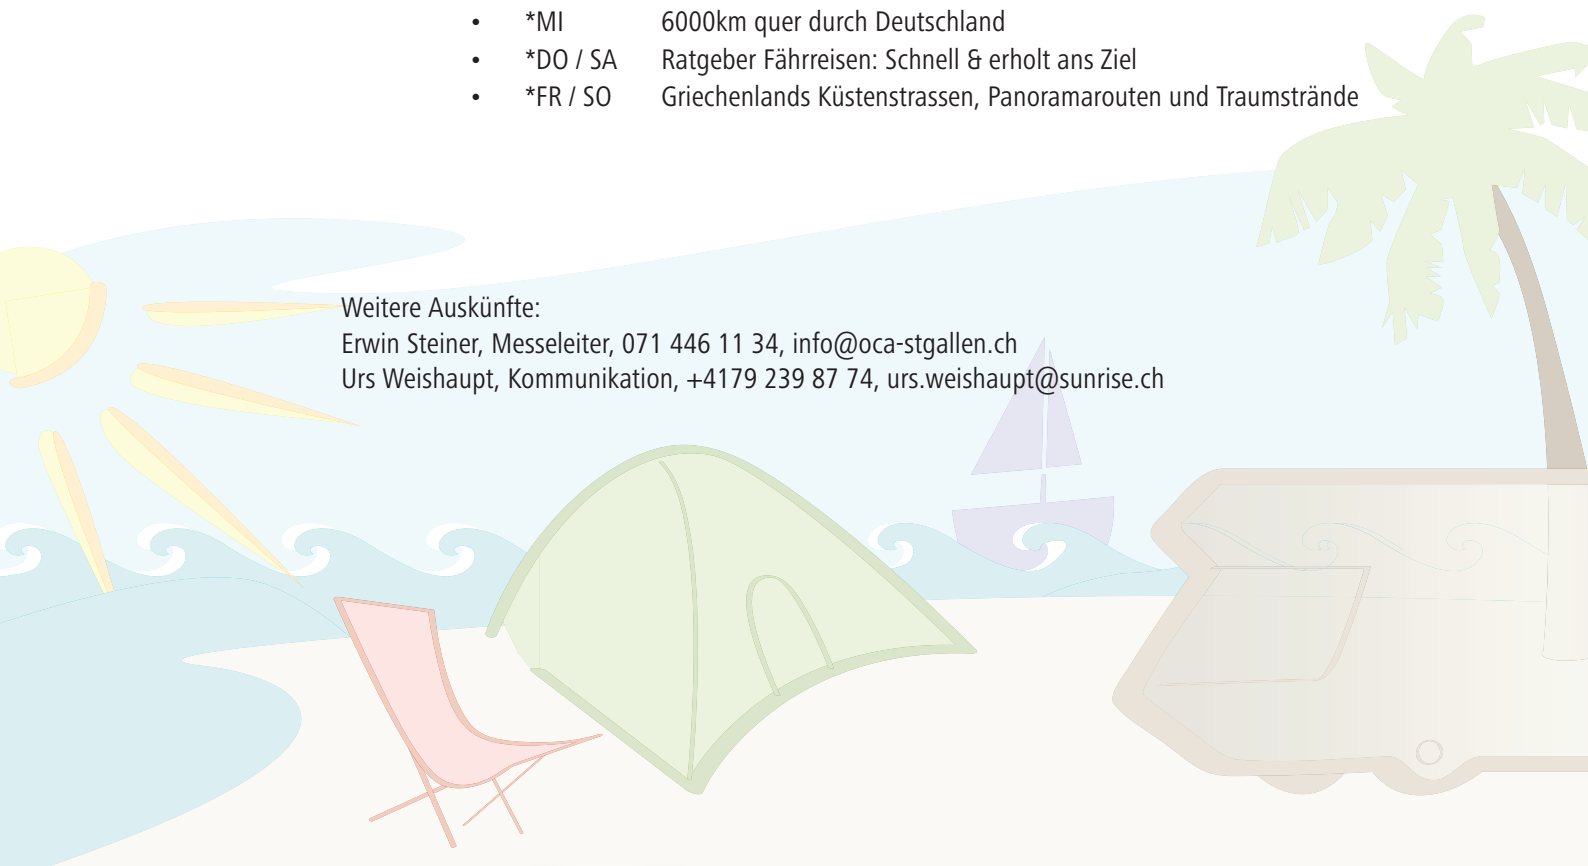 • *MI 6000km quer durch Deutschland
• *DO / SA Ratgeber Fährreisen: Schnell & erholt ans Ziel
• *FR / SO Griechenlands Küstenstrassen, Panoramarouten und Traumstrände
Weitere Auskünfte:
Erwin Steiner, Messeleiter, 071 446 11 34, info@oca-stgallen.ch
Urs Weishaupt, Kommunikation, +4179 239 87 74, urs.weishaupt@sunrise.ch